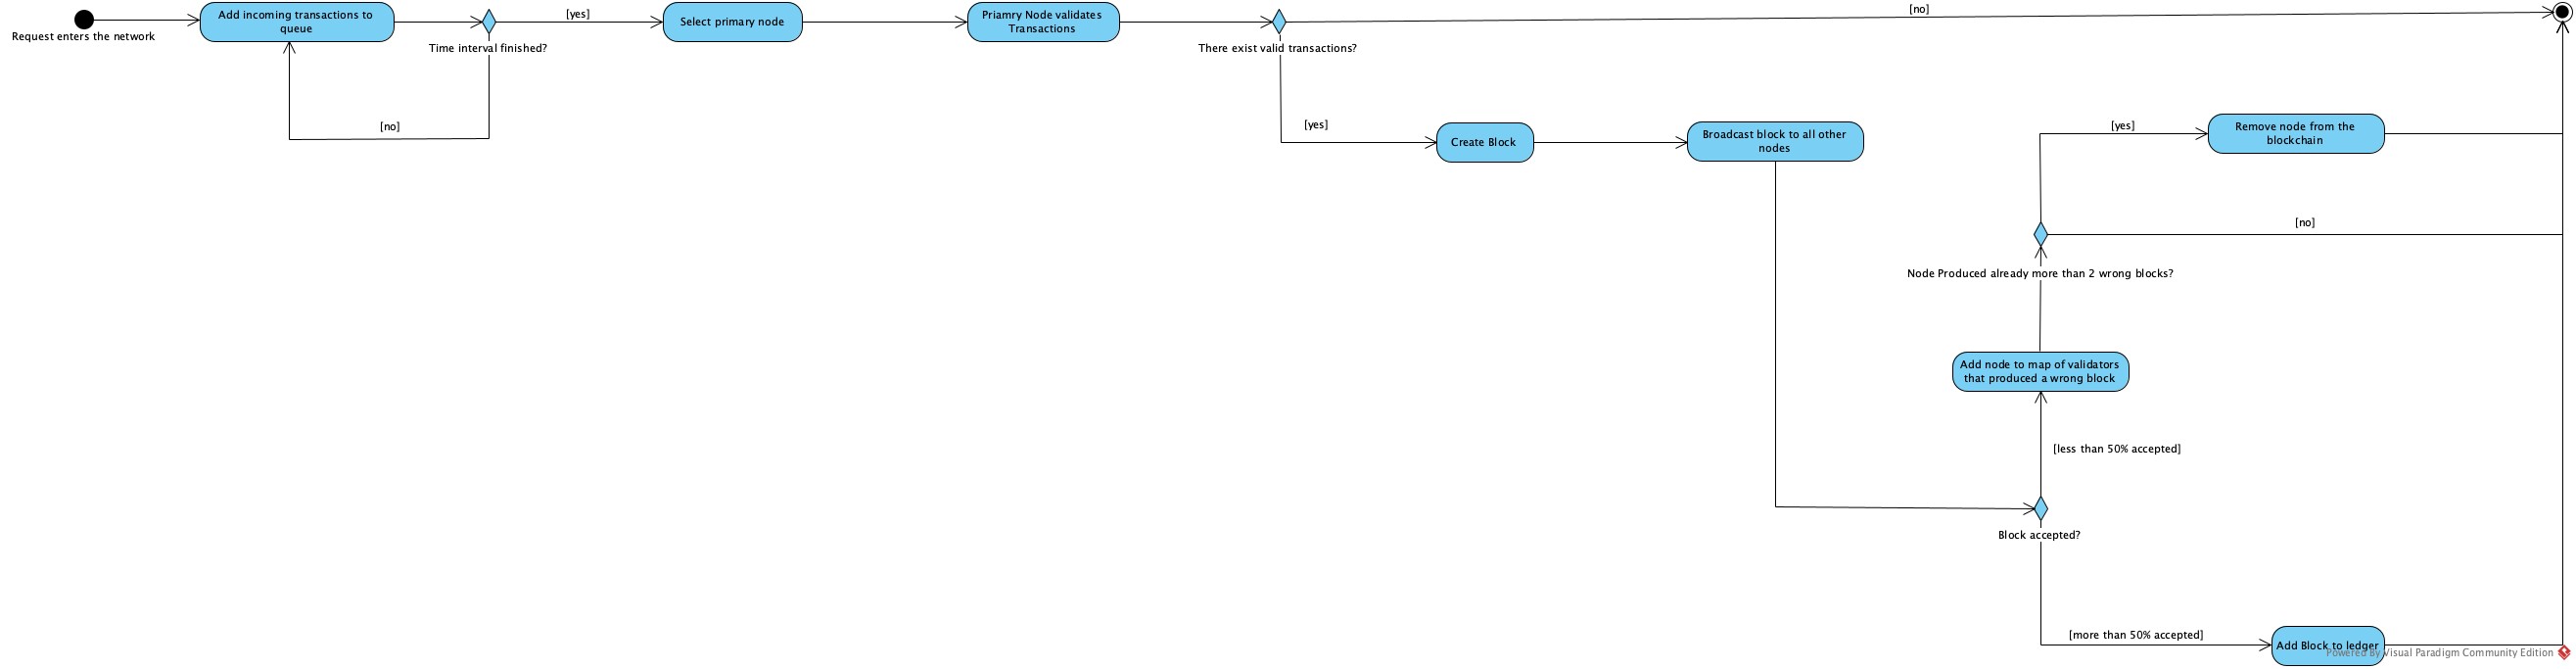 Request enters the network
Add incoming transactions to
queue
Time interval finished?
[no]
[yes]
Select primary node
Priamry Node validates
Transactions
There exist valid transactions?
[no]
[yes]
Create Block
Broadcast block to all other
nodes
[yes]
Remove node from the
blockchain
[no]
Node Produced already more than 2 wrong blocks?
Add node to map of validators
that produced a wrong block
[less than 50% accepted]
Block accepted?
[more than 50% accepted]
Add Block to ledger
Powered By Visual Paradigm Community Edition